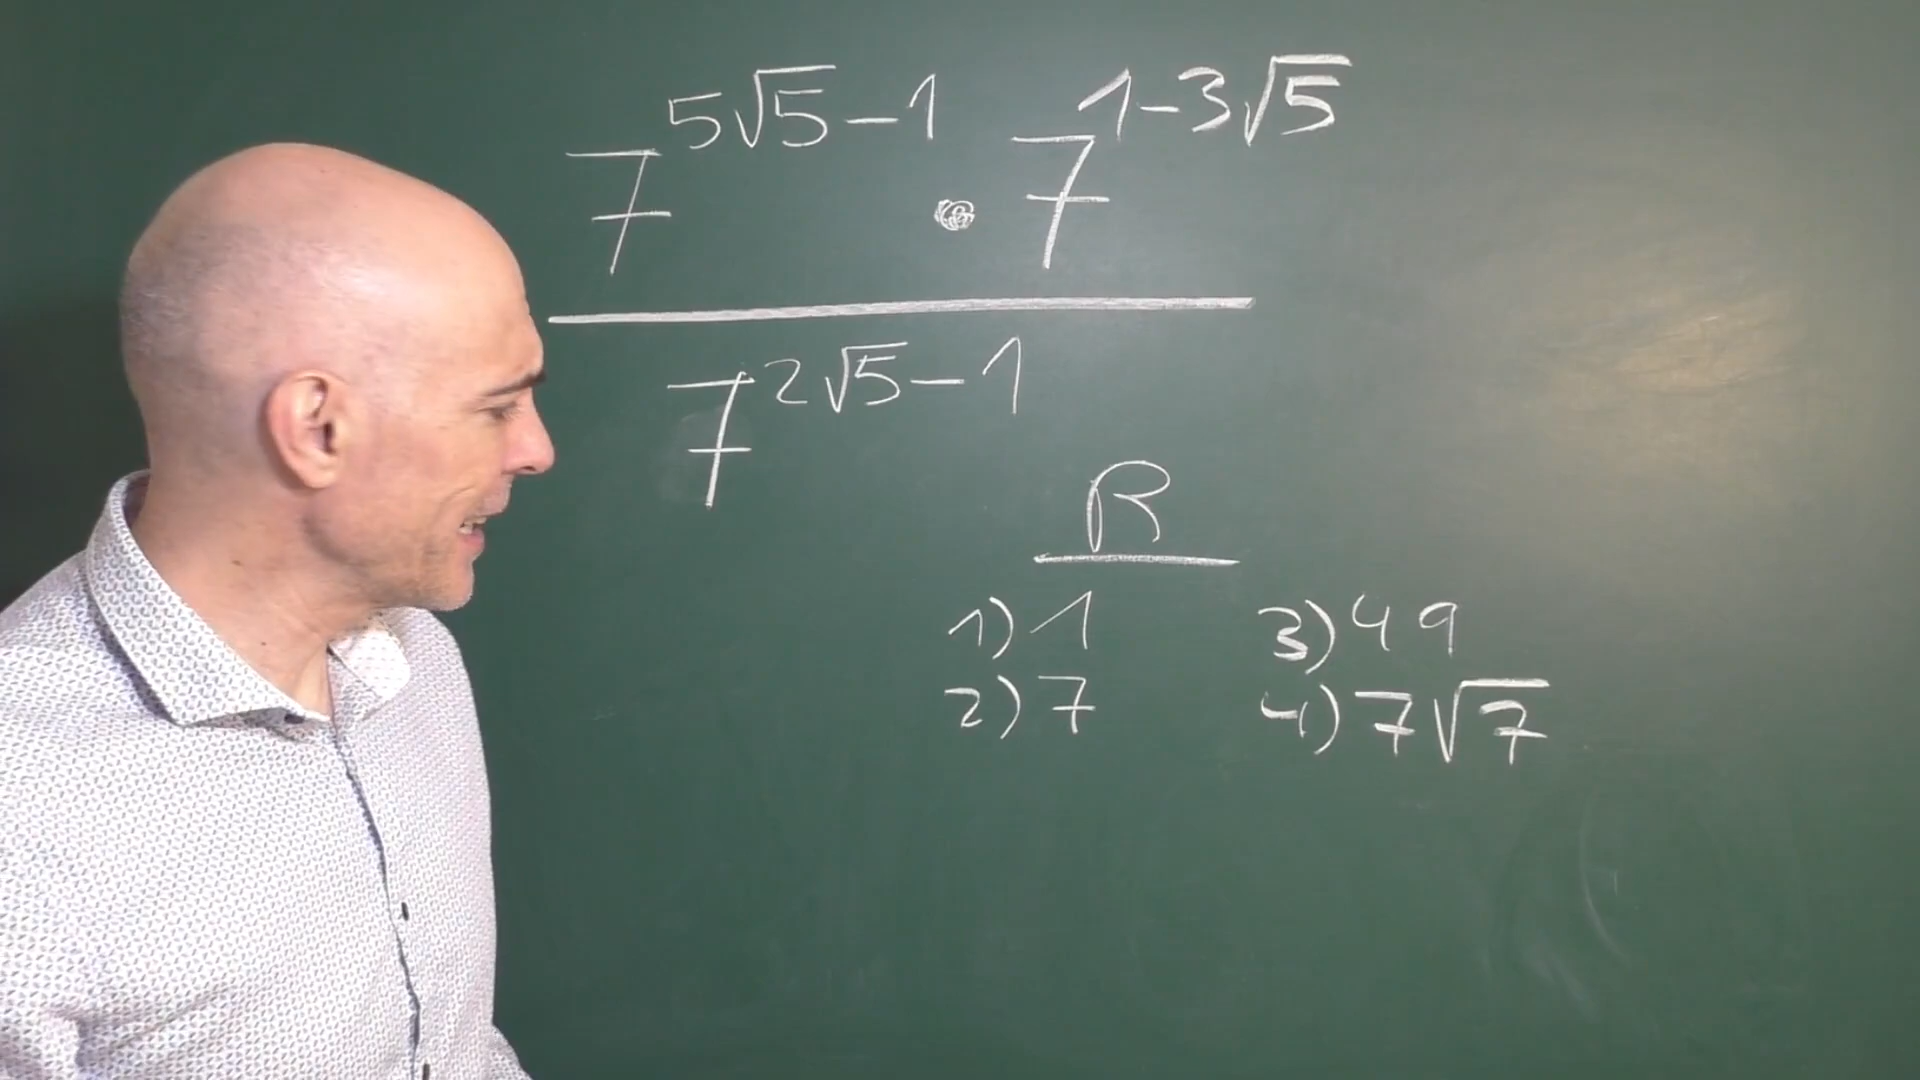 7^{5√5-1} · 7^{1-3√5}
7^{2√5-1}
R
1) 1 3) 49
2) 7 4) 7√7